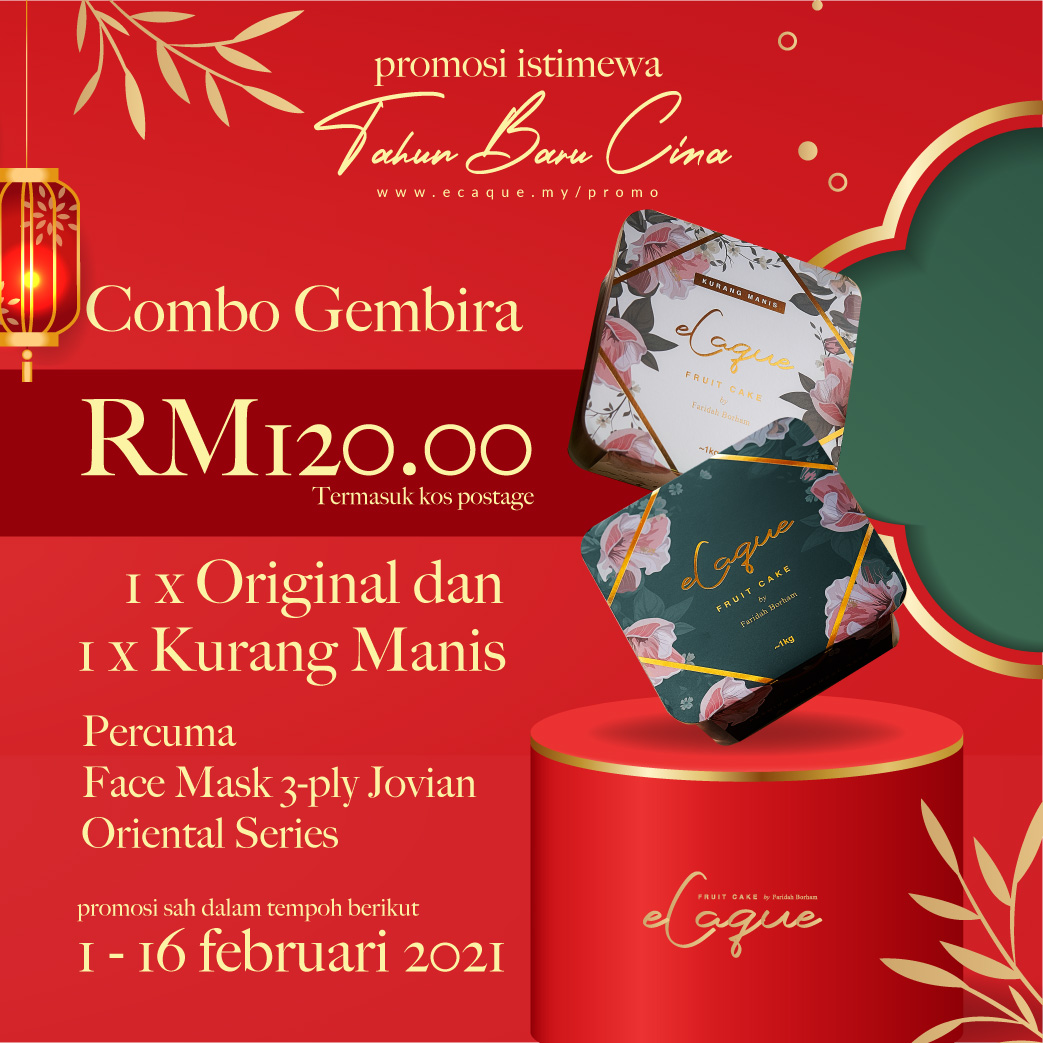 promosi istimewa
Tahun Baru Cina
www.ecaque.my/promo
Combo Gembira
RM120.00
Termasuk kos postage
1 x Original dan
1 x Kurang Manis
Percuma
Face Mask 3-ply Jovian
Oriental Series
promosi sah dalam tempoh berikut
1 - 16 februari 2021
KURANG MANIS
eCaque
FRUIT CAKE
by
Faridah Borham
~1kg
eCaque
FRUIT CAKE
by
Faridah Borham
~1kg
FRUIT CAKE by Faridah Borham
eCaque